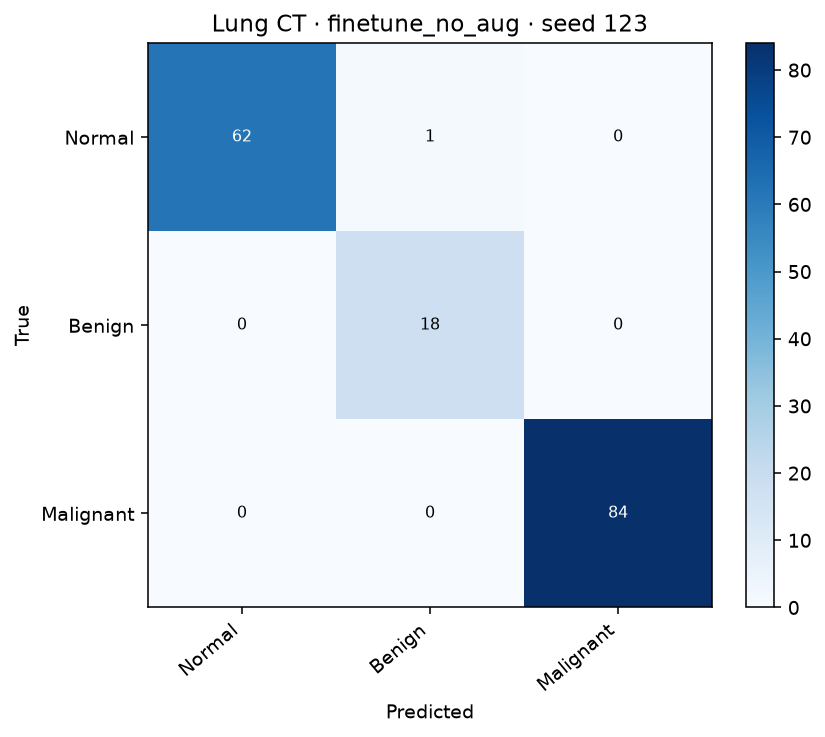 Lung CT · finetune_no_aug · seed 123
True
Normal
Benign
Malignant
62 1 0
0 18 0
0 0 84
Normal Benign Malignant
Predicted
80
70
60
50
40
30
20
10
0